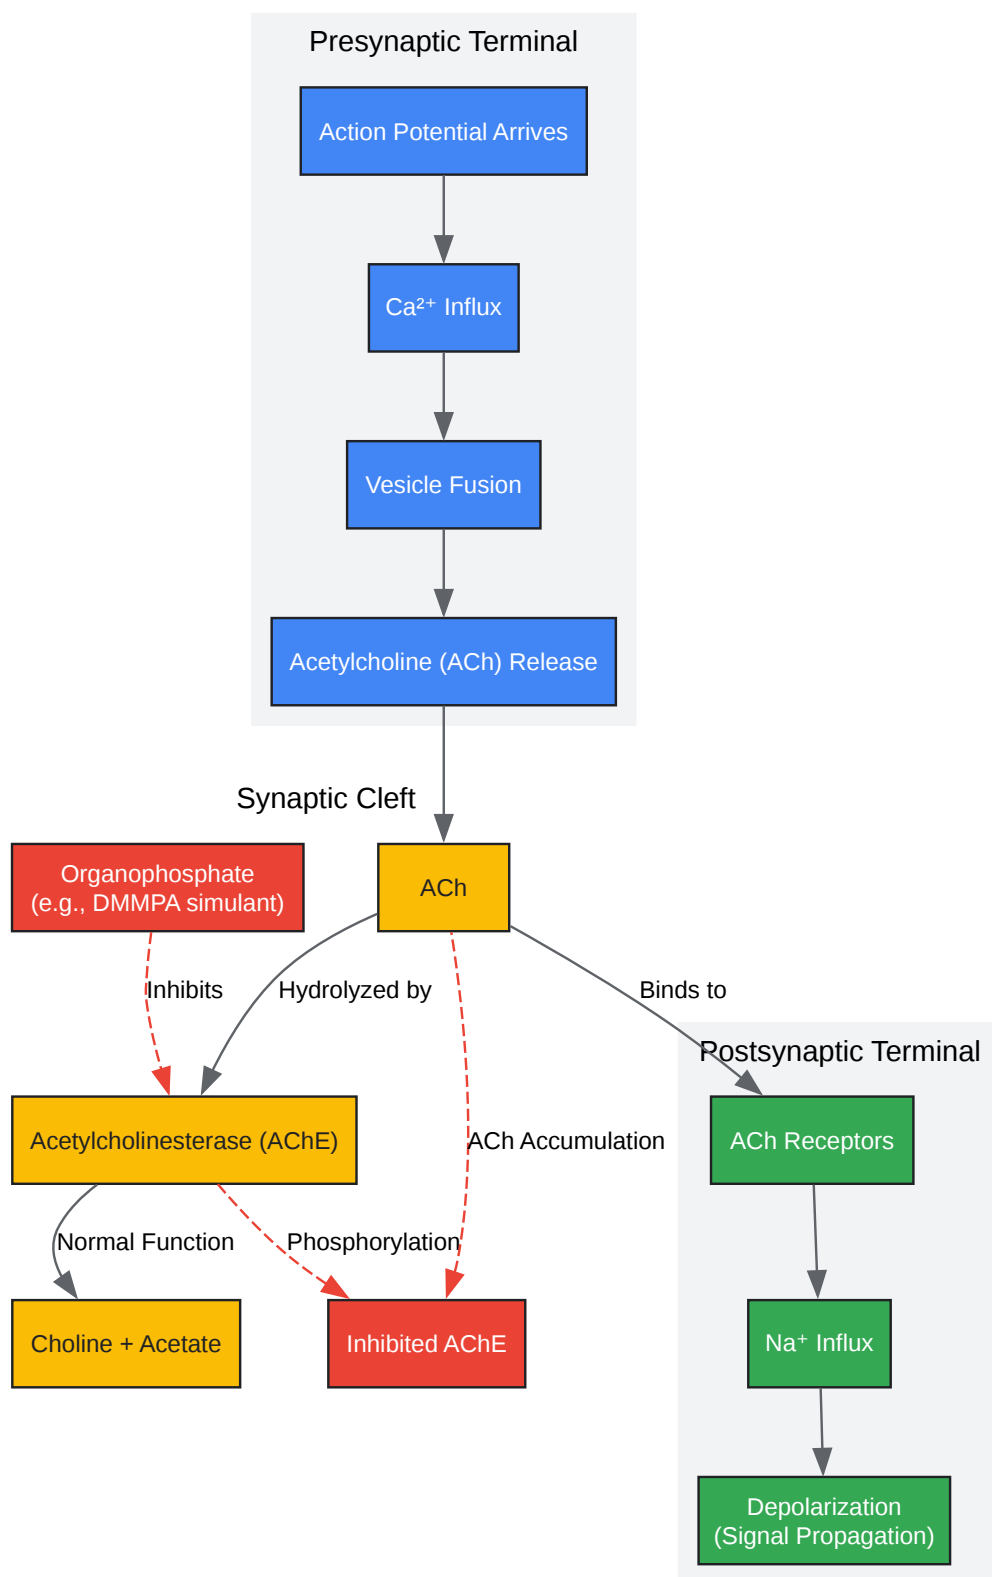 Presynaptic Terminal
Action Potential Arrives
Ca²⁺ Influx
Vesicle Fusion
Acetylcholine (ACh) Release
Synaptic Cleft
Organophosphate
(e.g., DMMPA simulant)
ACh
Inhibits
Hydrolyzed by
Binds to
Postsynaptic Terminal
Acetylcholinesterase (AChE)
ACh Accumulation
ACh Receptors
Normal Function
Phosphorylation
Choline + Acetate
Inhibited AChE
Na⁺ Influx
Depolarization
(Signal Propagation)